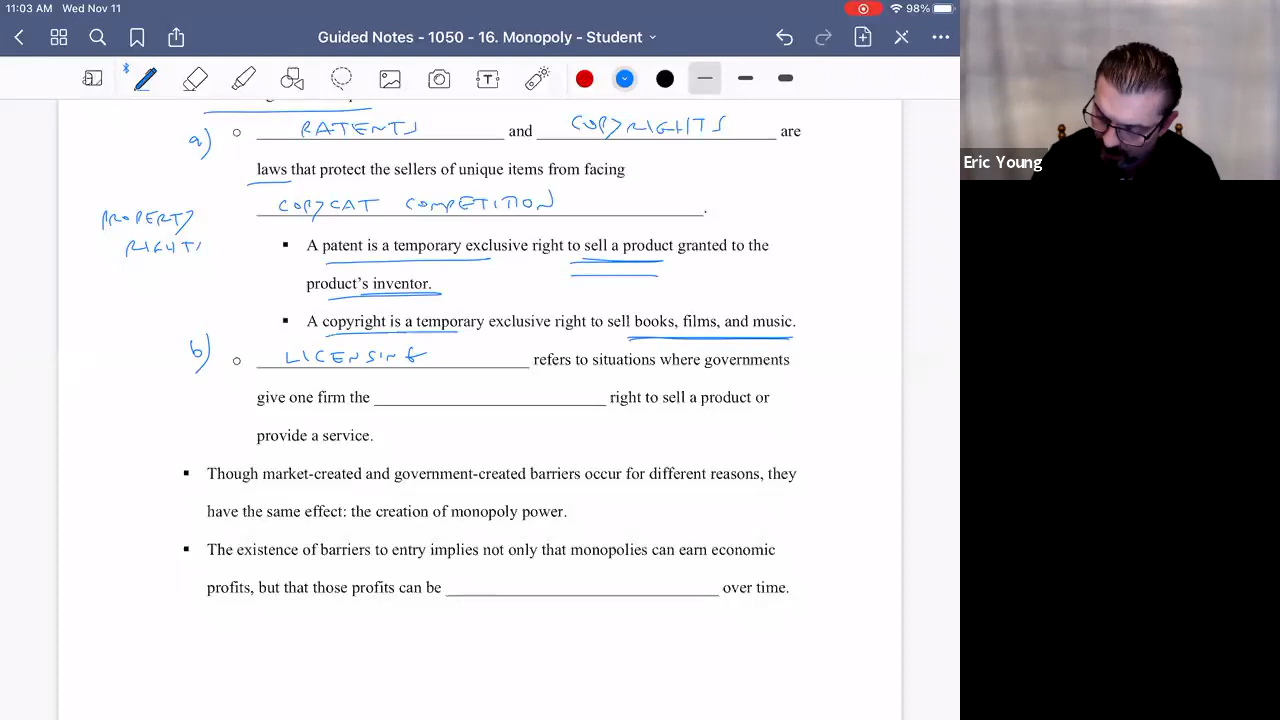 11:03 AM Wed Nov 11
98%
Guided Notes - 1050 - 16. Monopoly - Student
a) ○ PATENTS and COPYRIGHTS are
laws that protect the sellers of unique items from facing
COPYCAT COMPETITION.
PROPERTY
RIGHTS
▪ A patent is a temporary exclusive right to sell a product granted to the
product's inventor.
▪ A copyright is a temporary exclusive right to sell books, films, and music.
b) ○ LICENSING refers to situations where governments
give one firm the ____________________ right to sell a product or
provide a service.
▪ Though market-created and government-created barriers occur for different reasons, they
have the same effect: the creation of monopoly power.
▪ The existence of barriers to entry implies not only that monopolies can earn economic
profits, but that those profits can be ____________________ over time.
Eric Young